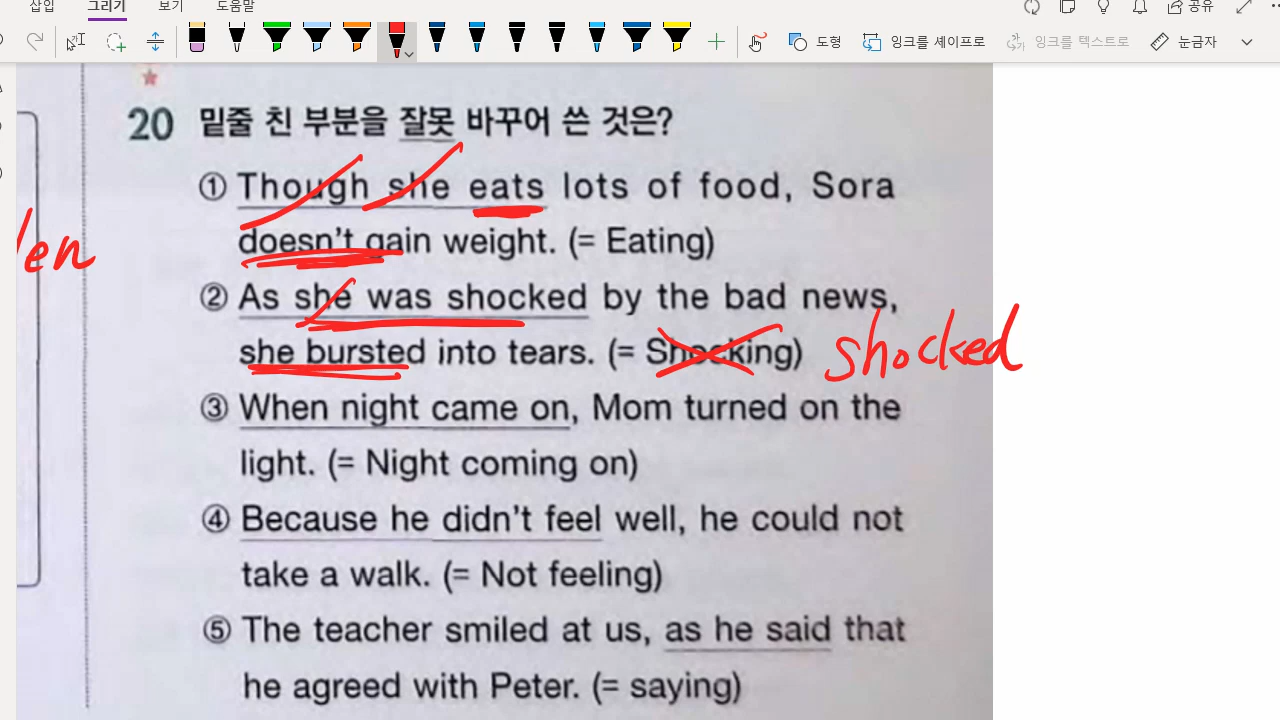 삽입 그리기 보기 도움말
공유
도형 잉크를 셰이프로 잉크를 텍스트로 눈금자
20 밑줄 친 부분을 잘못 바꾸어 쓴 것은?
① Though she eats lots of food, Sora
doesn't gain weight. (= Eating)
② As she was shocked by the bad news,
she bursted into tears. (= Shocking) shocked
③ When night came on, Mom turned on the
light. (= Night coming on)
④ Because he didn't feel well, he could not
take a walk. (= Not feeling)
⑤ The teacher smiled at us, as he said that
he agreed with Peter. (= saying)